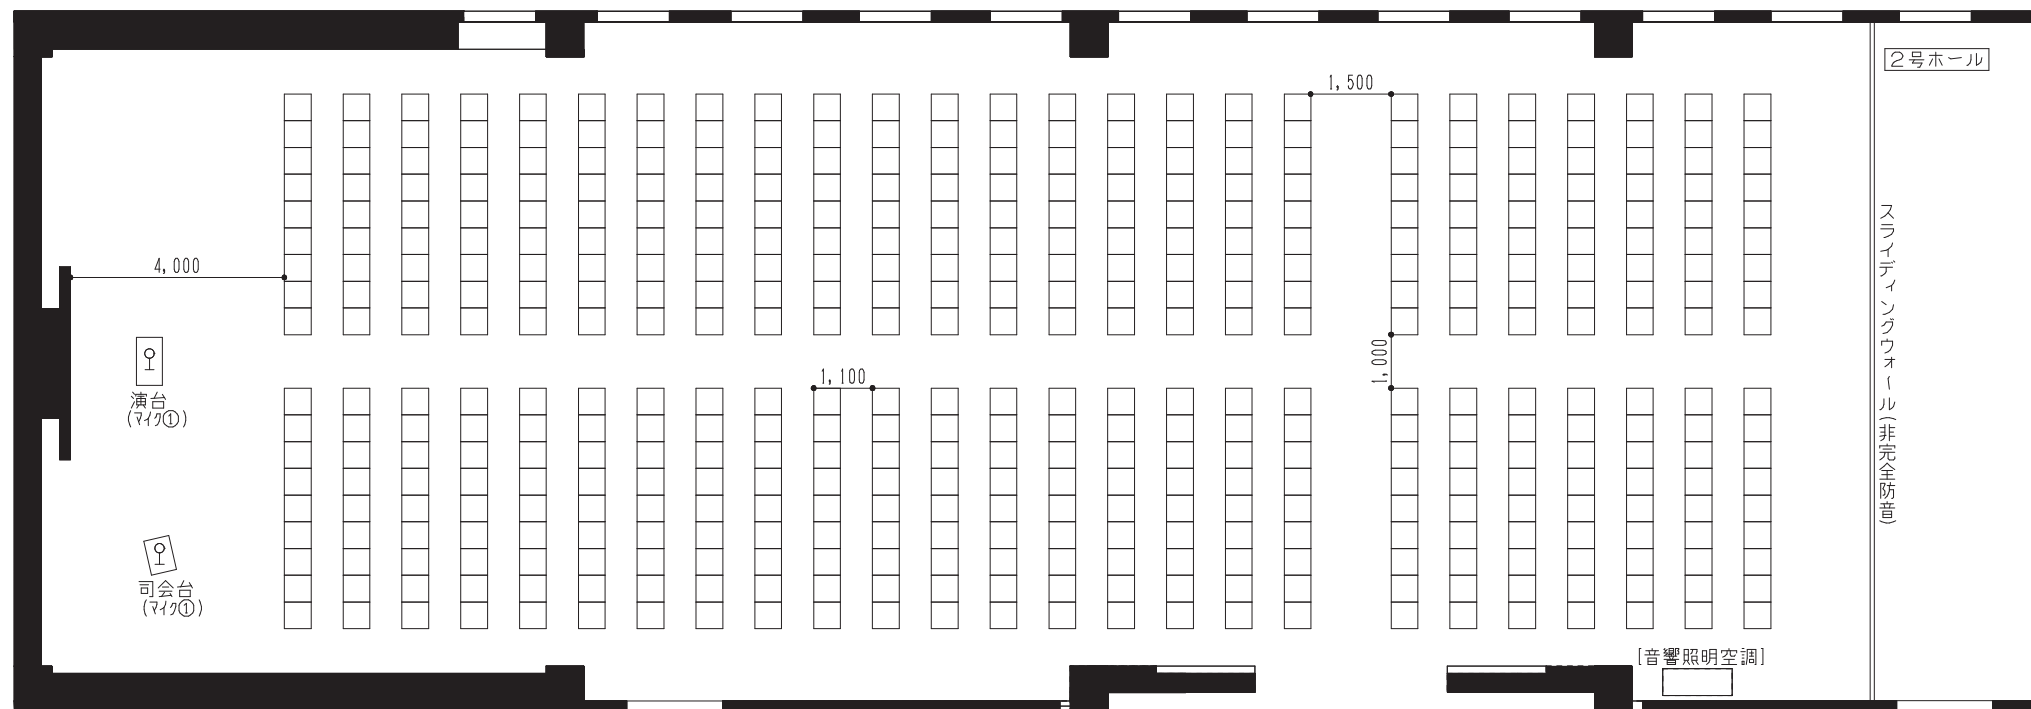 2号ホール
1,500
4,000
1,000
1,100
演台
(マイク①)
スライディングウォール(非完全防音)
司会台
(マイク①)
[音響照明空調]